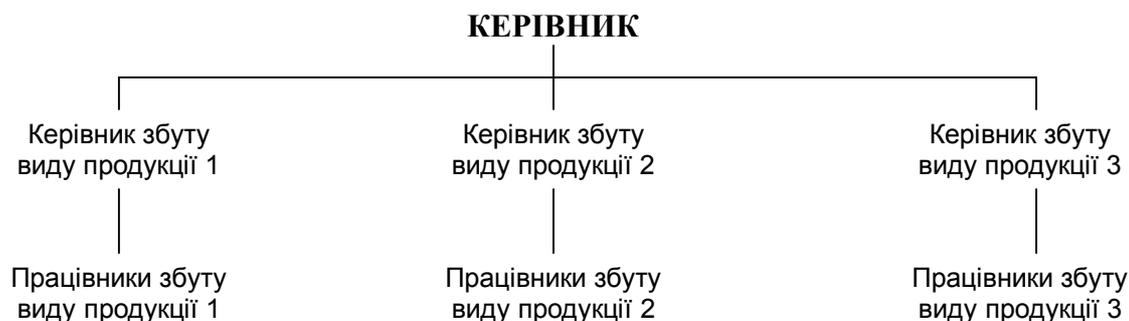 КЕРІВНИК
Керівник збуту
виду продукції 1
Керівник збуту
виду продукції 2
Керівник збуту
виду продукції 3
Працівники збуту
виду продукції 1
Працівники збуту
виду продукції 2
Працівники збуту
виду продукції 3